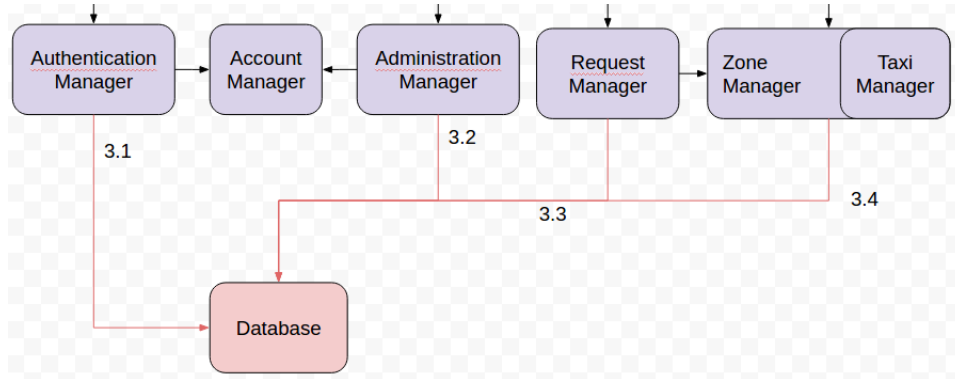 Authentication
Manager
Account
Manager
Administration
Manager
Request
Manager
Zone
Manager
Taxi
Manager
3.1
3.2
3.3
3.4
Database